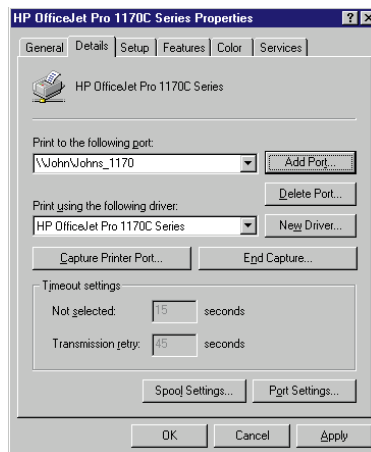 HP OfficeJet Pro 1170C Series Properties
General Details Setup Features Color Services
HP OfficeJet Pro 1170C Series
Print to the following port:
\\John\Johns_1170
Add Port...
Delete Port...
Print using the following driver:
HP OfficeJet Pro 1170C Series
New Driver...
Capture Printer Port...
End Capture...
Timeout settings
Not selected: 15 seconds
Transmission retry: 45 seconds
Spool Settings...
Port Settings...
OK
Cancel
Apply